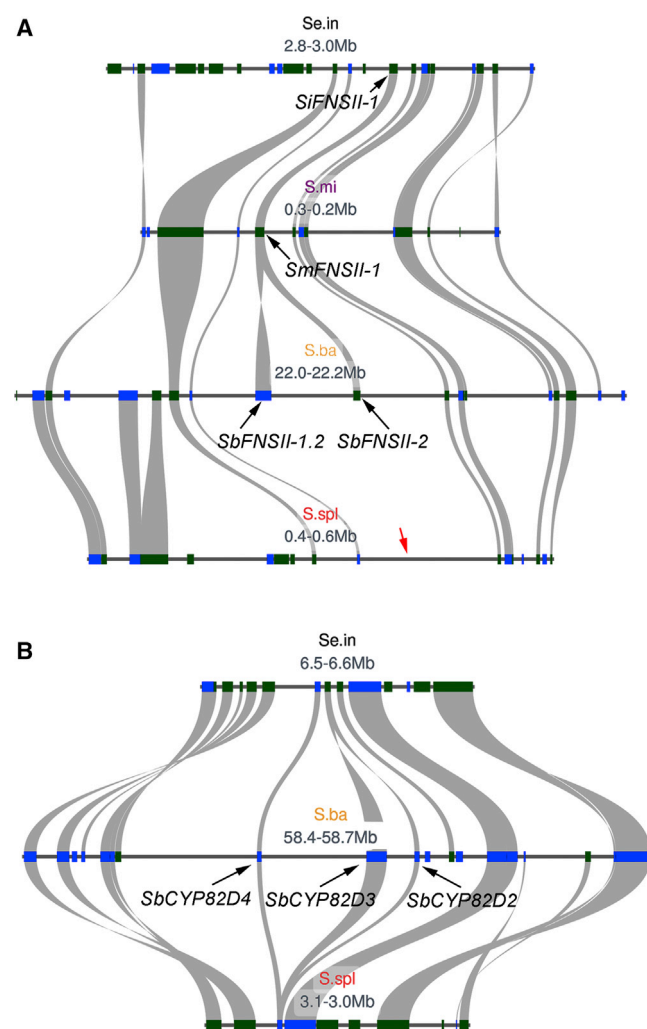 A
Se.in
2.8-3.0Mb
SiFNSII-1
S.mi
0.3-0.2Mb
SmFNSII-1
S.ba
22.0-22.2Mb
SbFNSII-1.2
SbFNSII-2
S.spl
0.4-0.6Mb
B
Se.in
6.5-6.6Mb
S.ba
58.4-58.7Mb
SbCYP82D4
SbCYP82D3
SbCYP82D2
S.spl
3.1-3.0Mb